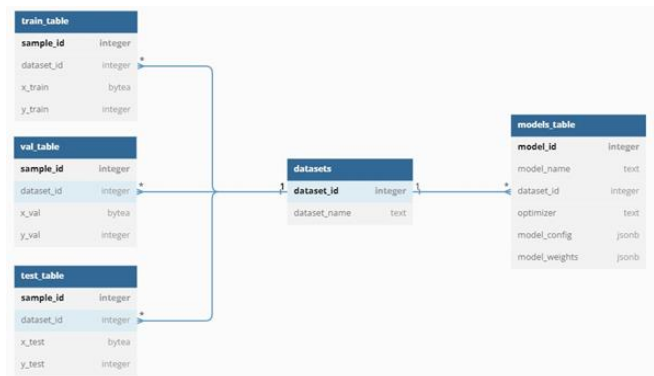 train_table
sample_id integer
dataset_id integer
x_train bytea
y_train integer
val_table
sample_id integer
dataset_id integer
x_val bytea
y_val integer
test_table
sample_id integer
dataset_id integer
x_test bytea
y_test integer
*
*
*
1
datasets
dataset_id integer
dataset_name text
1
*
models_table
model_id integer
model_name text
dataset_id integer
optimizer text
model_config jsonb
model_weights jsonb